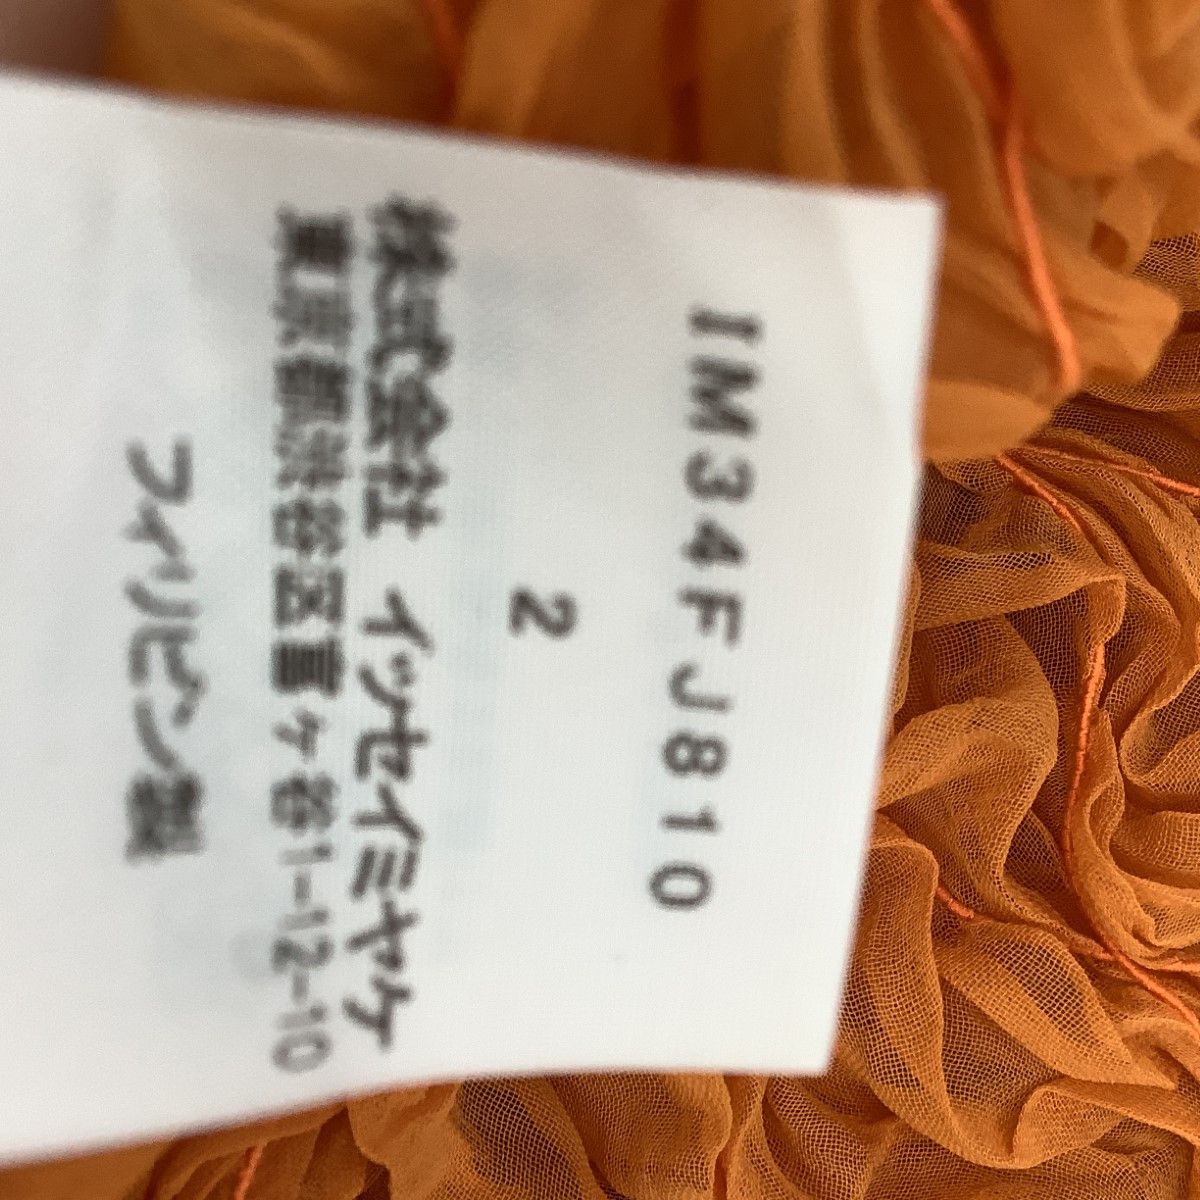 IM34FJ810
2
株式会社 イッセイミヤケ
東京都渋谷区富ヶ谷1-12-10
フィリピン製